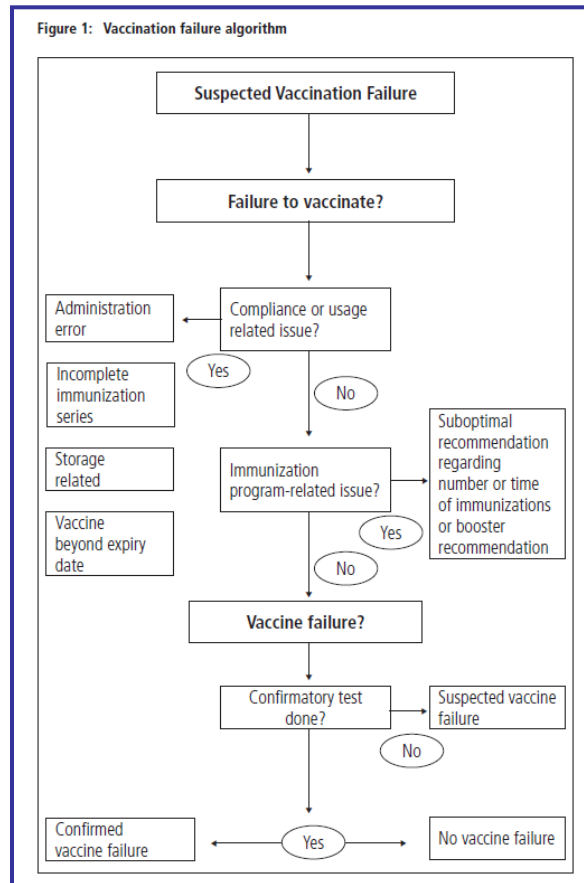 Figure 1: Vaccination failure algorithm
Suspected Vaccination Failure
Failure to vaccinate?
Administration
error
Compliance or usage
related issue?
Yes
No
Incomplete
immunization
series
Storage
related
Vaccine
beyond expiry
date
Immunization
program-related issue?
Suboptimal
recommendation
regarding
number or time
of immunizations
or booster
recommendation
Yes
No
Vaccine failure?
Confirmatory test
done?
Suspected vaccine
failure
No
Confirmed
vaccine failure
Yes
No vaccine failure